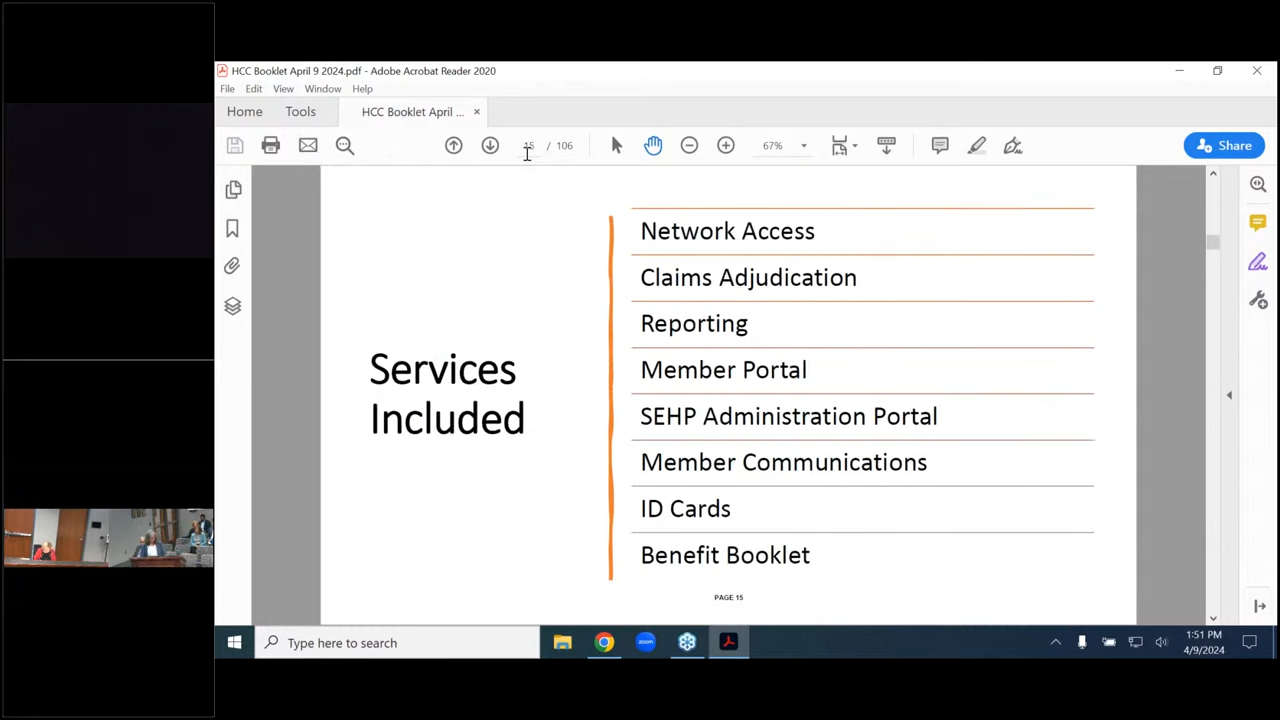 HCC Booklet April 9 2024.pdf - Adobe Acrobat Reader 2020
File Edit View Window Help
Home Tools HCC Booklet April ... ×
/ 106 67% Share
Network Access
Claims Adjudication
Reporting
Member Portal
SEHP Administration Portal
Member Communications
ID Cards
Benefit Booklet
Services
Included
PAGE 15
Type here to search
zoom
1:51 PM
4/9/2024